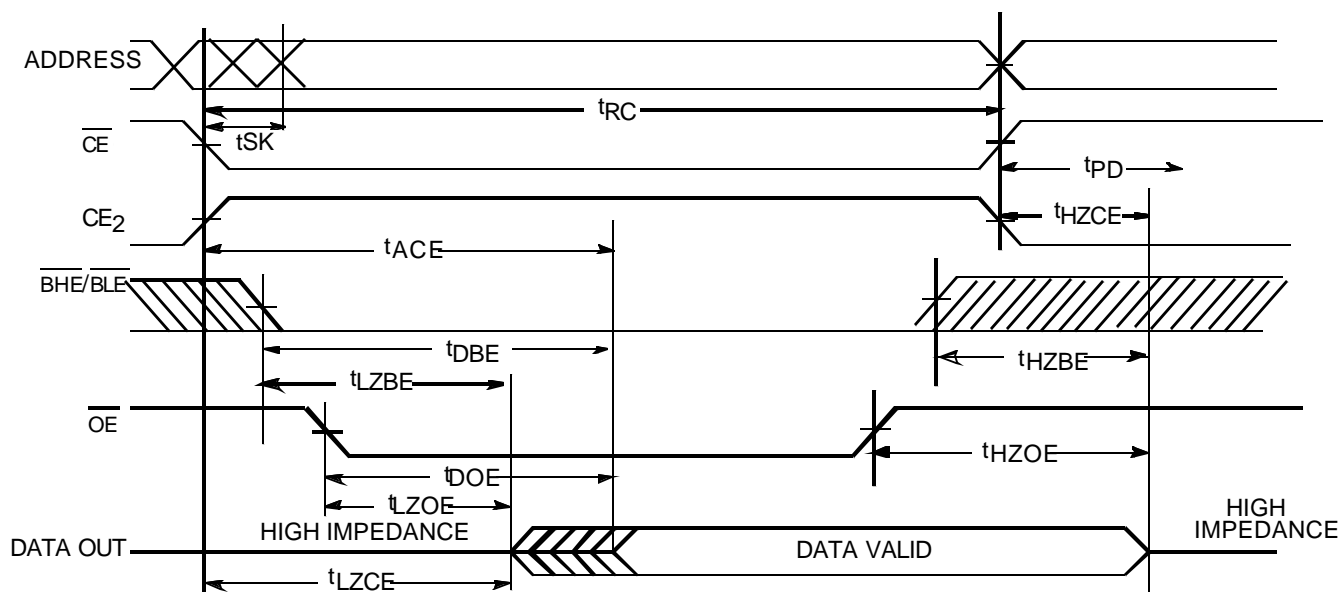 ADDRESS
tRC
tSK
CE
tPD
CE2
tHZCE
tACE
BHE/BLE
tDBE
tHZBE
tLZBE
OE
tHZOE
tDOE
tLZOE
HIGH IMPEDANCE
HIGH
IMPEDANCE
DATA OUT
DATA VALID
tLZCE